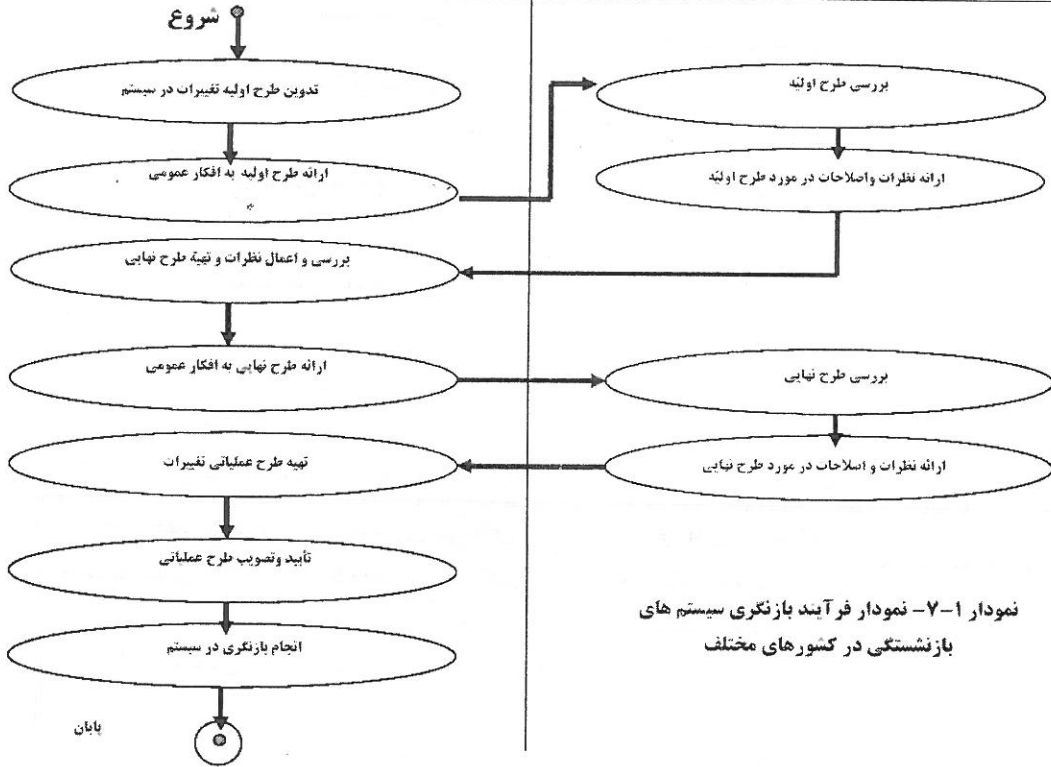 شروع
تدوین طرح اولیه تغییرات در سیستم
ارائه طرح اولیه به افکار عمومی
بررسی طرح اولیّه
ارائه نظرات واصلاحات در مورد طرح اولیّه
بررسی و اعمال نظرات و تهیّه طرح نهایی
ارائه طرح نهایی به افکار عمومی
بررسی طرح نهایی
ارائه نظرات و اصلاحات در مورد طرح نهایی
تهیه طرح عملیاتی تغییرات
تأیید وتصویب طرح عملیاتی
انجام بازنگری در سیستم
پایان
نمودار ۱-۷- نمودار فرآیند بازنگری سیستم های
بازنشستگی در کشورهای مختلف